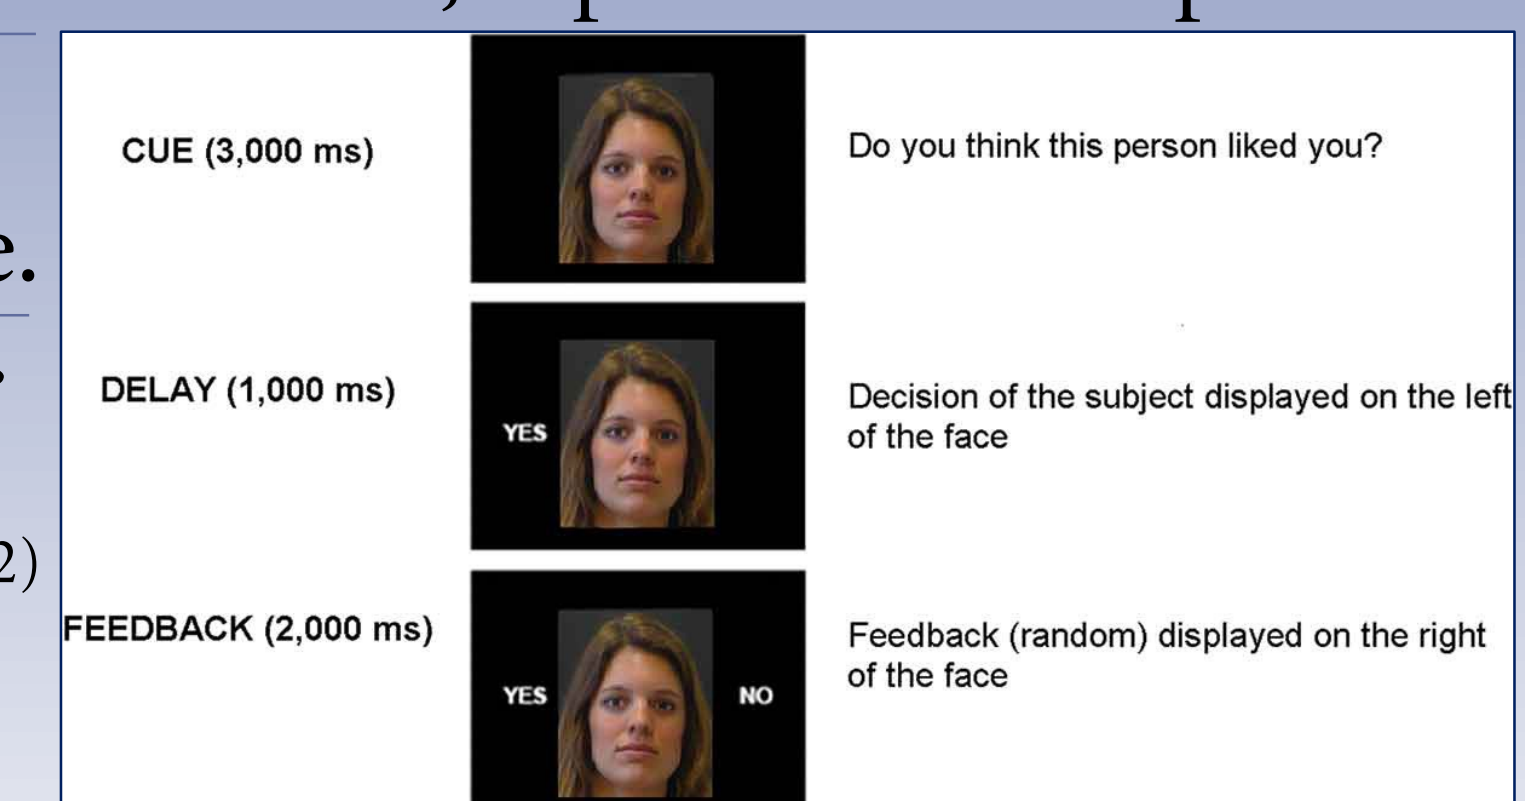 CUE (3,000 ms)
Do you think this person liked you?
e.
DELAY (1,000 ms)
Decision of the subject displayed on the left
of the face
YES
2)
FEEDBACK (2,000 ms)
Feedback (random) displayed on the right
of the face
YES NO